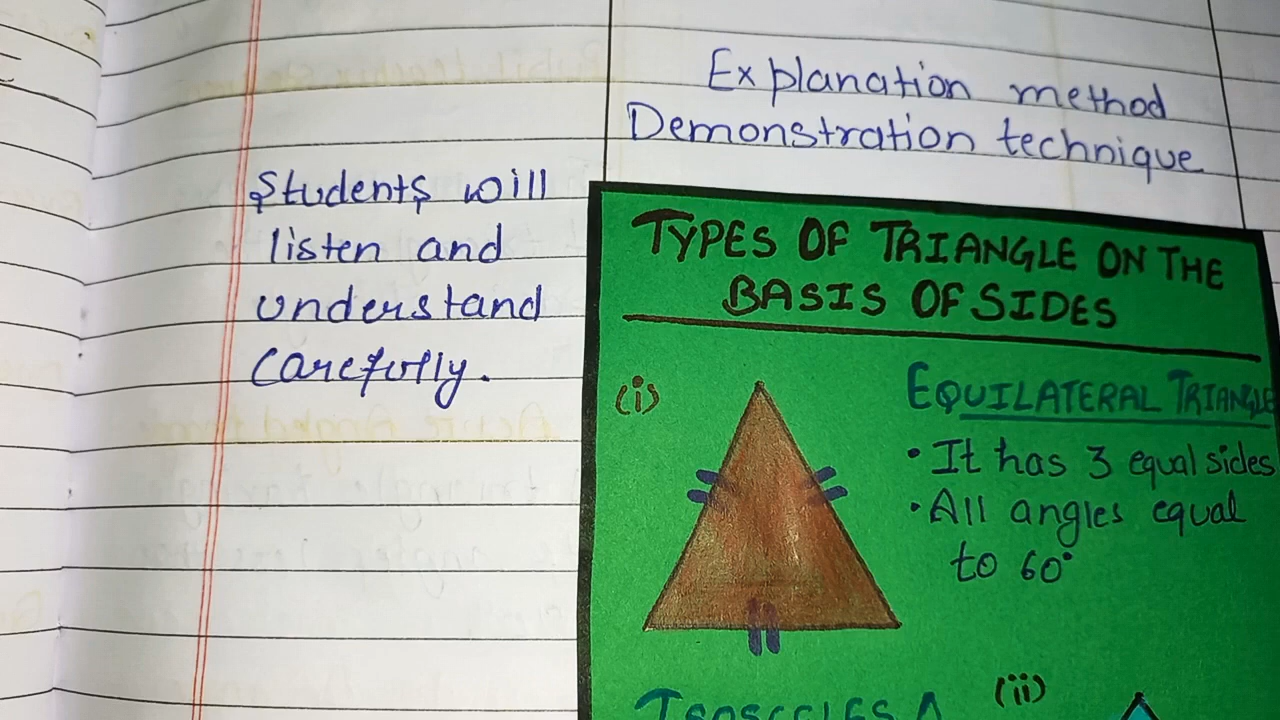 Explanation method
Demonstration technique
Students will
listen and
understand
carefully.
TYPES OF TRIANGLE ON THE
BASIS OF SIDES
(i)
EQUILATERAL TRIANGLE
• It has 3 equal sides
• All angles equal
to 60°
(ii)
ISOSCELES